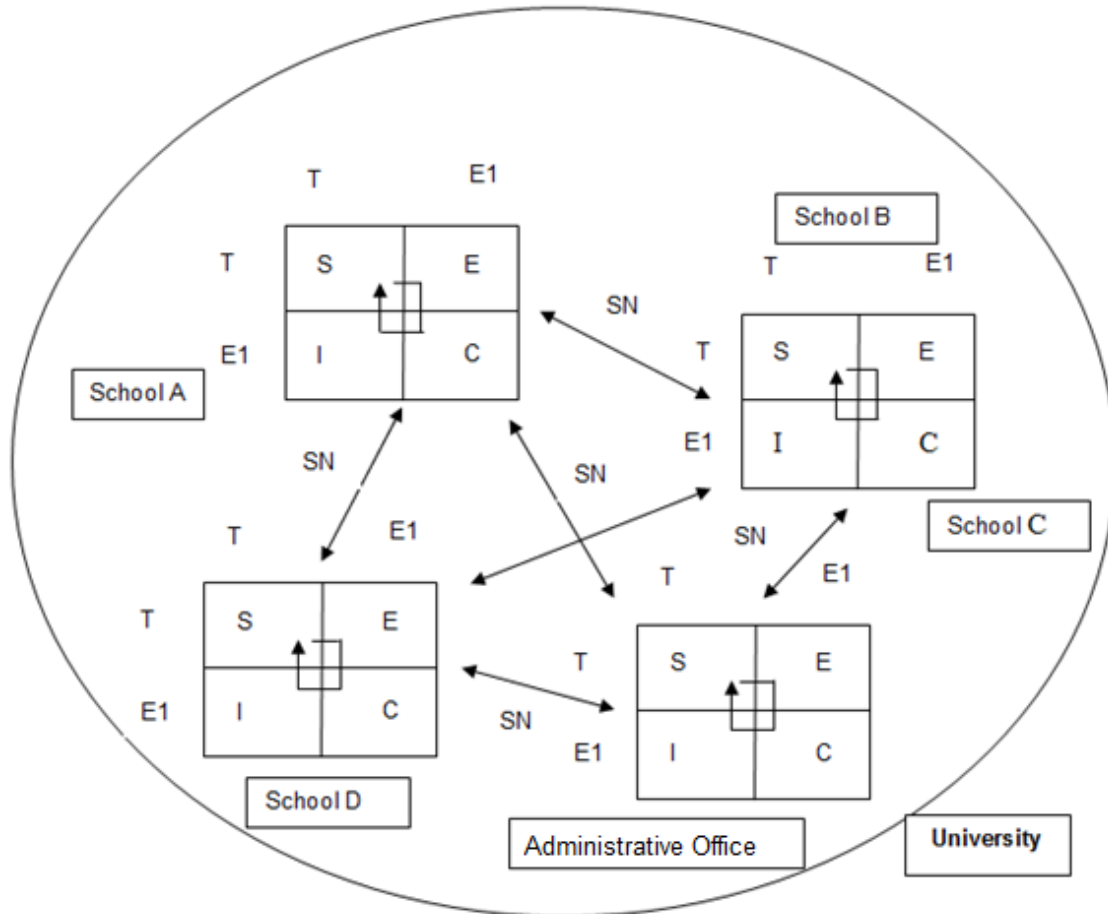 T E1
School B
T S E
T E1
SN
E1 I C
T S E
School A
E1 I C
SN
SN
School C
T E1
SN
T E1
T S E
T S E
E1 I C
SN
E1 I C
School D
Administrative Office
University